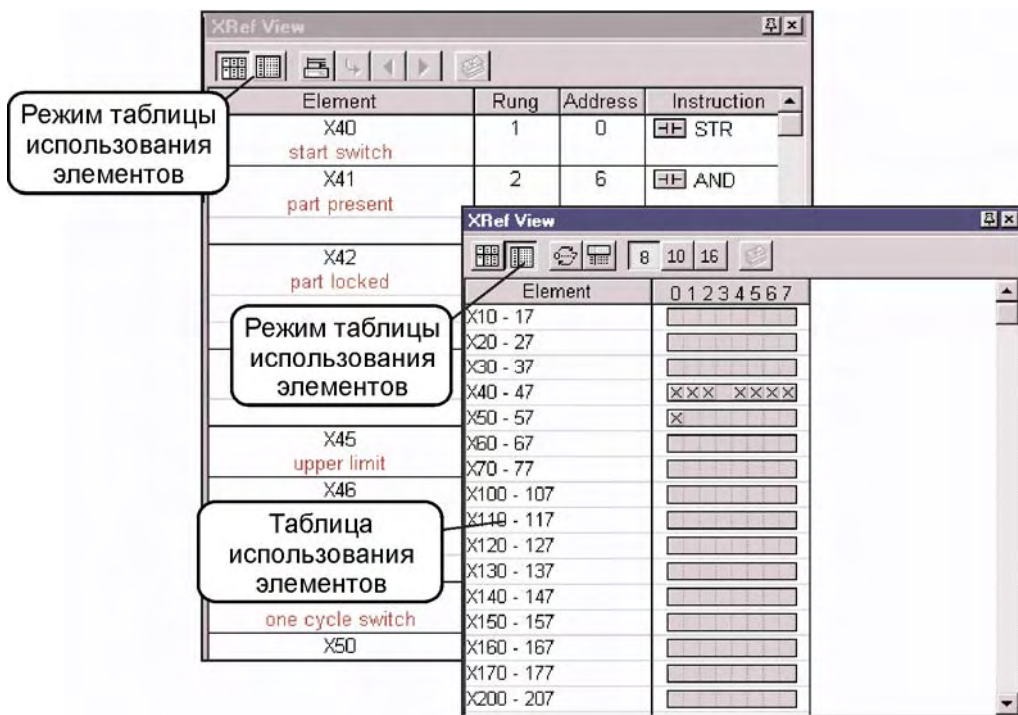 XRef View
Element Rung Address Instruction
X40 1 0 STR
start switch
X41 2 6 AND
part present
X42
part locked
X45
upper limit
X46
one cycle switch
X50
Режим таблицы
использования
элементов
XRef View
8 10 16
Element 0 1 2 3 4 5 6 7
X10 - 17
X20 - 27
X30 - 37
X40 - 47 X X X X X X X
X50 - 57 X
X60 - 67
X70 - 77
X100 - 107
X110 - 117
X120 - 127
X130 - 137
X140 - 147
X150 - 157
X160 - 167
X170 - 177
X200 - 207
Режим таблицы
использования
элементов
Таблица
использования
элементов